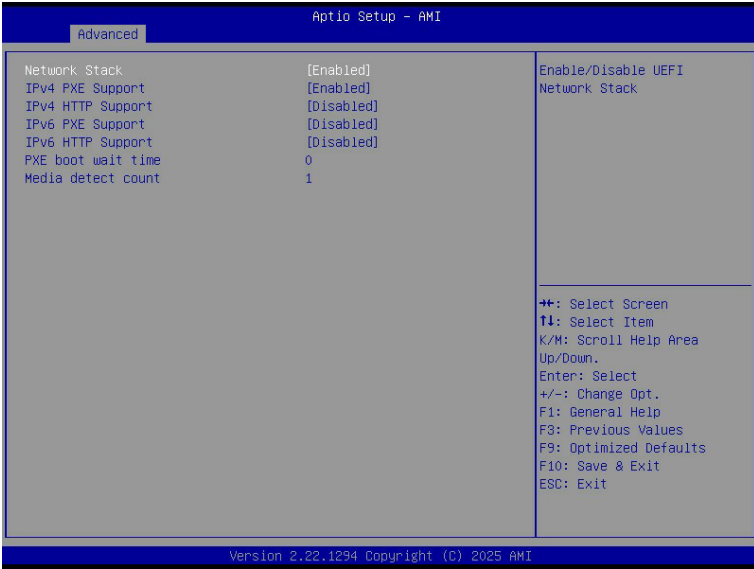 Aptio Setup - AMI
Advanced
Network Stack [Enabled]
IPv4 PXE Support [Enabled]
IPv4 HTTP Support [Disabled]
IPv6 PXE Support [Disabled]
IPv6 HTTP Support [Disabled]
PXE boot wait time 0
Media detect count 1
Enable/Disable UEFI
Network Stack
→←: Select Screen
↑↓: Select Item
K/M: Scroll Help Area
Up/Down.
Enter: Select
+/-: Change Opt.
F1: General Help
F3: Previous Values
F9: Optimized Defaults
F10: Save & Exit
ESC: Exit
Version 2.22.1294 Copyright (C) 2025 AMI